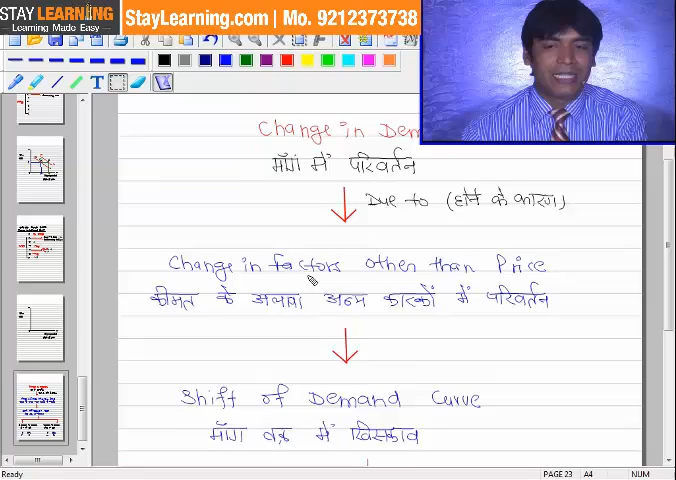 STAY LEARNING
Learning Made Easy
StayLearning.com | Mo. 9212373738
Change in Dem
माँग में परिवर्तन
Due to (होने के कारण)
Change in factors other than Price
कीमत के अथवा अन्य कारकों में परिवर्तन
Shift of Demand Curve
माँग वक्र में खिसकाव
Ready
PAGE 23 A4 NUM